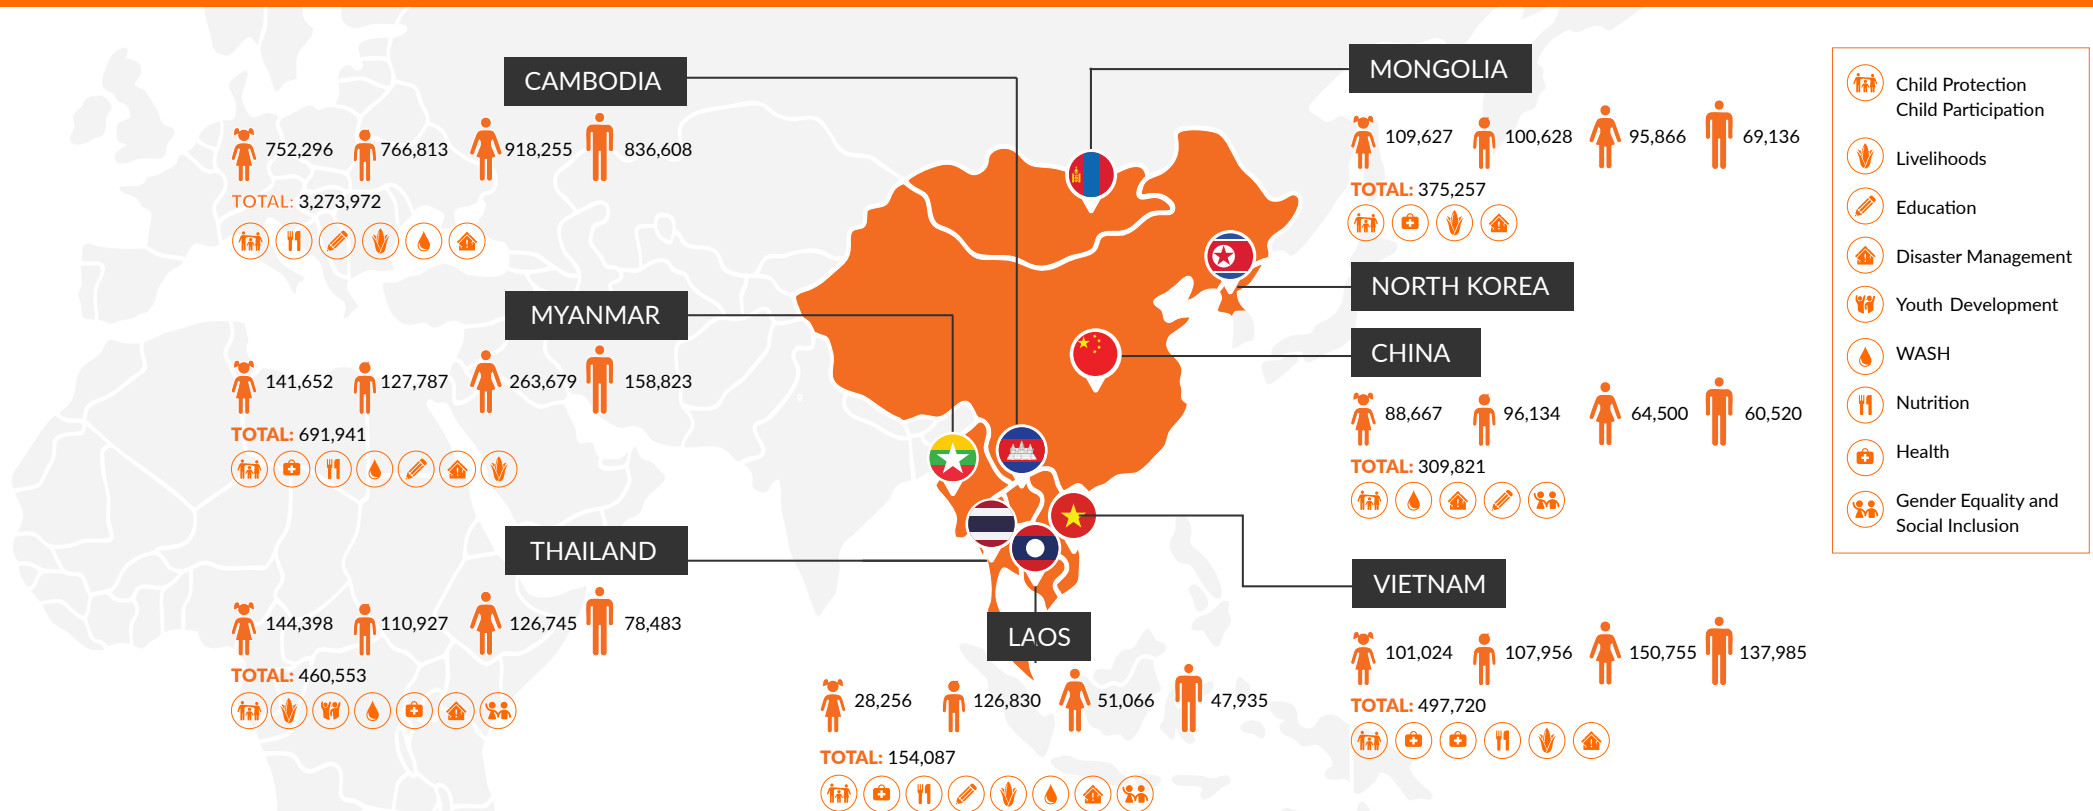 CAMBODIA
752,296
766,813
918,255
836,608
TOTAL: 3,273,972
MYANMAR
141,652
127,787
263,679
158,823
TOTAL: 691,941
THAILAND
144,398
110,927
126,745
78,483
TOTAL: 460,553
LAOS
28,256
126,830
51,066
47,935
TOTAL: 154,087
MONGOLIA
109,627
100,628
95,866
69,136
TOTAL: 375,257
NORTH KOREA
CHINA
88,667
96,134
64,500
60,520
TOTAL: 309,821
VIETNAM
101,024
107,956
150,755
137,985
TOTAL: 497,720
Child Protection
Child Participation
Livelihoods
Education
Disaster Management
Youth Development
WASH
Nutrition
Health
Gender Equality and
Social Inclusion